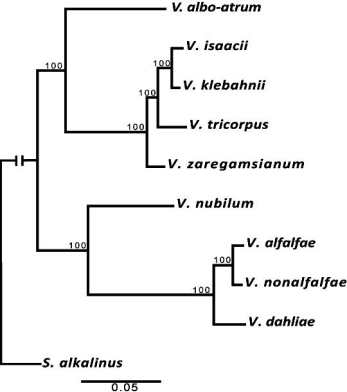 V. albo-atrum
100
V. isaacii
100
V. klebahnii
100
V. tricorpus
100
V. zaregamsianum
V. nubilum
100
V. alfalfae
100
V. nonalfalfae
100
V. dahliae
S. alkalinus
0.05